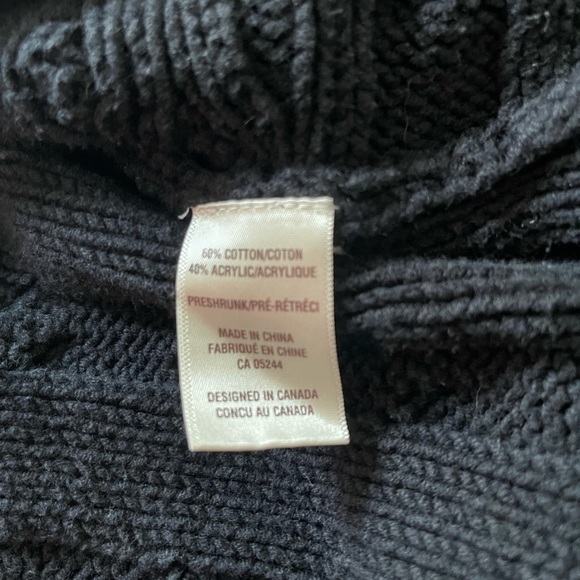 60% COTTON/COTON
40% ACRYLIC/ACRYLIQUE
PRESHRUNK/PRÉ-RÉTRÉCI
MADE IN CHINA
FABRIQUÉ EN CHINE
CA 05244
DESIGNED IN CANADA
CONCU AU CANADA